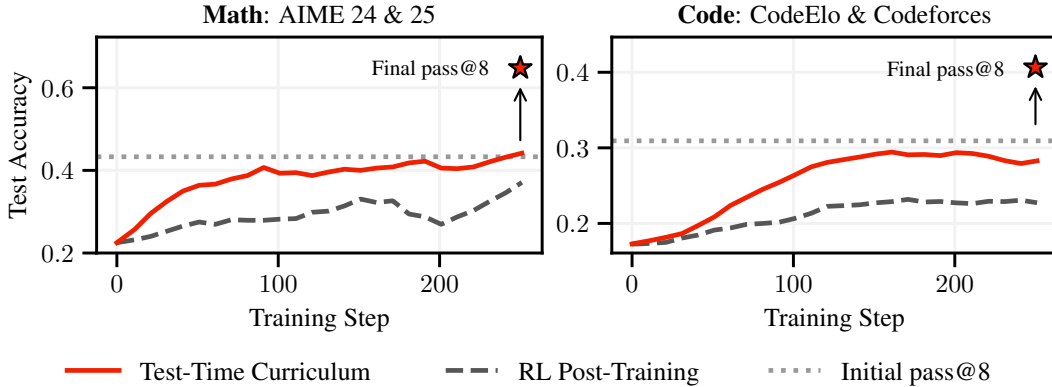 Math: AIME 24 & 25
Code: CodeElo & Codeforces
Test Accuracy
0.6
0.4
0.2
Final pass@8
0
100
200
Training Step
0.4
0.3
0.2
Final pass@8
0
100
200
Training Step
Test-Time Curriculum
RL Post-Training
Initial pass@8